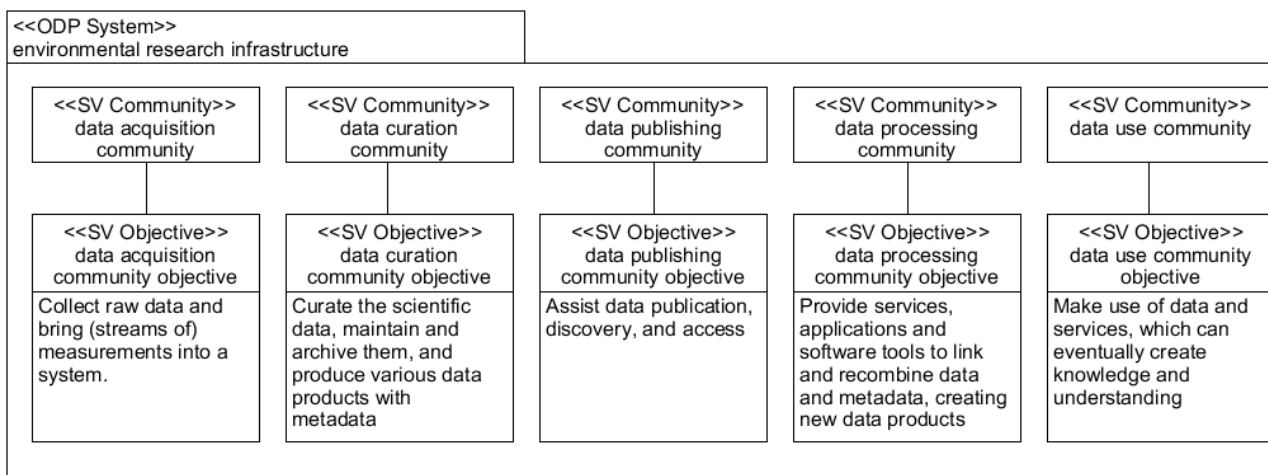 <<ODP System>>
environmental research infrastructure
<<SV Community>>
data acquisition
community
<<SV Community>>
data curation
community
<<SV Community>>
data publishing
community
<<SV Community>>
data processing
community
<<SV Community>>
data use community
<<SV Objective>>
data acquisition
community objective
Collect raw data and
bring (streams of)
measurements into a
system.
<<SV Objective>>
data curation
community objective
Curate the scientific
data, maintain and
archive them, and
produce various data
products with
metadata
<<SV Objective>>
data publishing
community objective
Assist data publication,
discovery, and access
<<SV Objective>>
data processing
community objective
Provide services,
applications and
software tools to link
and recombine data
and metadata, creating
new data products
<<SV Objective>>
data use community
objective
Make use of data and
services, which can
eventually create
knowledge and
understanding